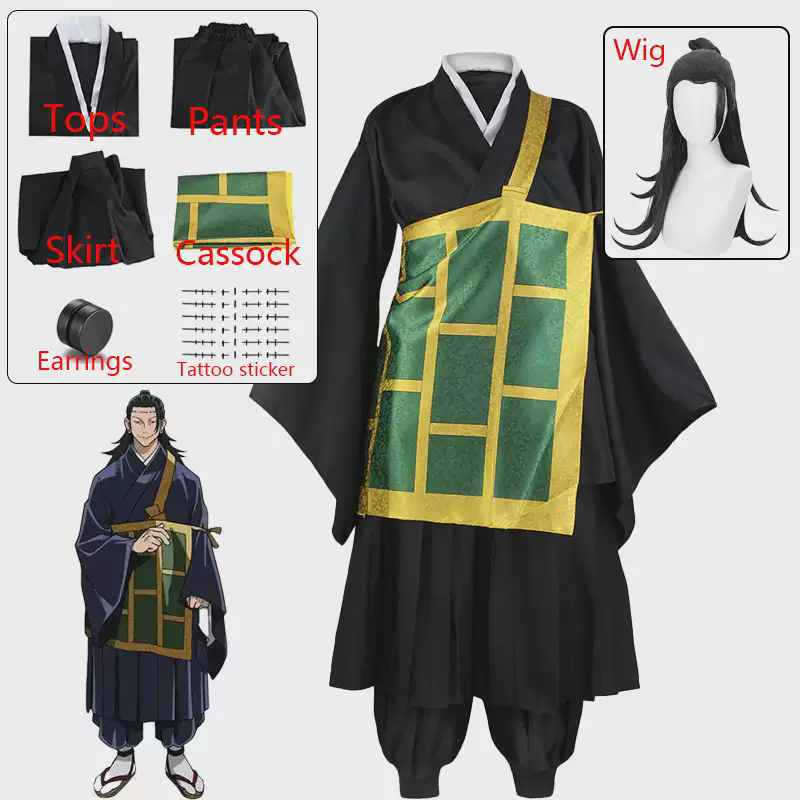 Tops
Pants
Skirt
Cassock
Earrings
Tattoo sticker
Wig